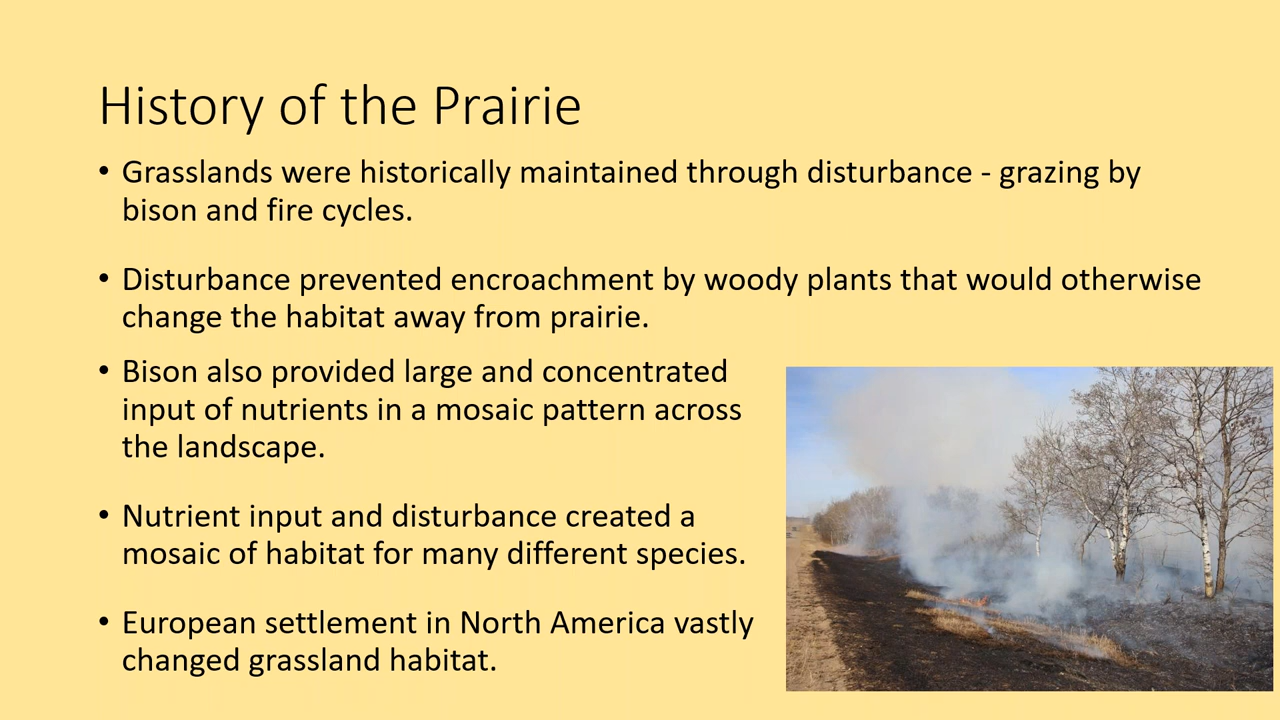 History of the Prairie
• Grasslands were historically maintained through disturbance - grazing by
bison and fire cycles.
• Disturbance prevented encroachment by woody plants that would otherwise
change the habitat away from prairie.
• Bison also provided large and concentrated
input of nutrients in a mosaic pattern across
the landscape.
• Nutrient input and disturbance created a
mosaic of habitat for many different species.
• European settlement in North America vastly
changed grassland habitat.